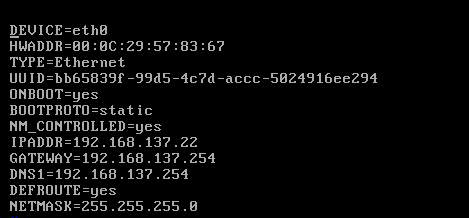 DEVICE=eth0
HWADDR=00:0C:29:57:83:67
TYPE=Ethernet
UUID=bb65839f-99d5-4c7d-accc-5024916ee294
ONBOOT=yes
BOOTPROTO=static
NM_CONTROLLED=yes
IPADDR=192.168.137.22
GATEWAY=192.168.137.254
DNS1=192.168.137.254
DEFROUTE=yes
NETMASK=255.255.255.0